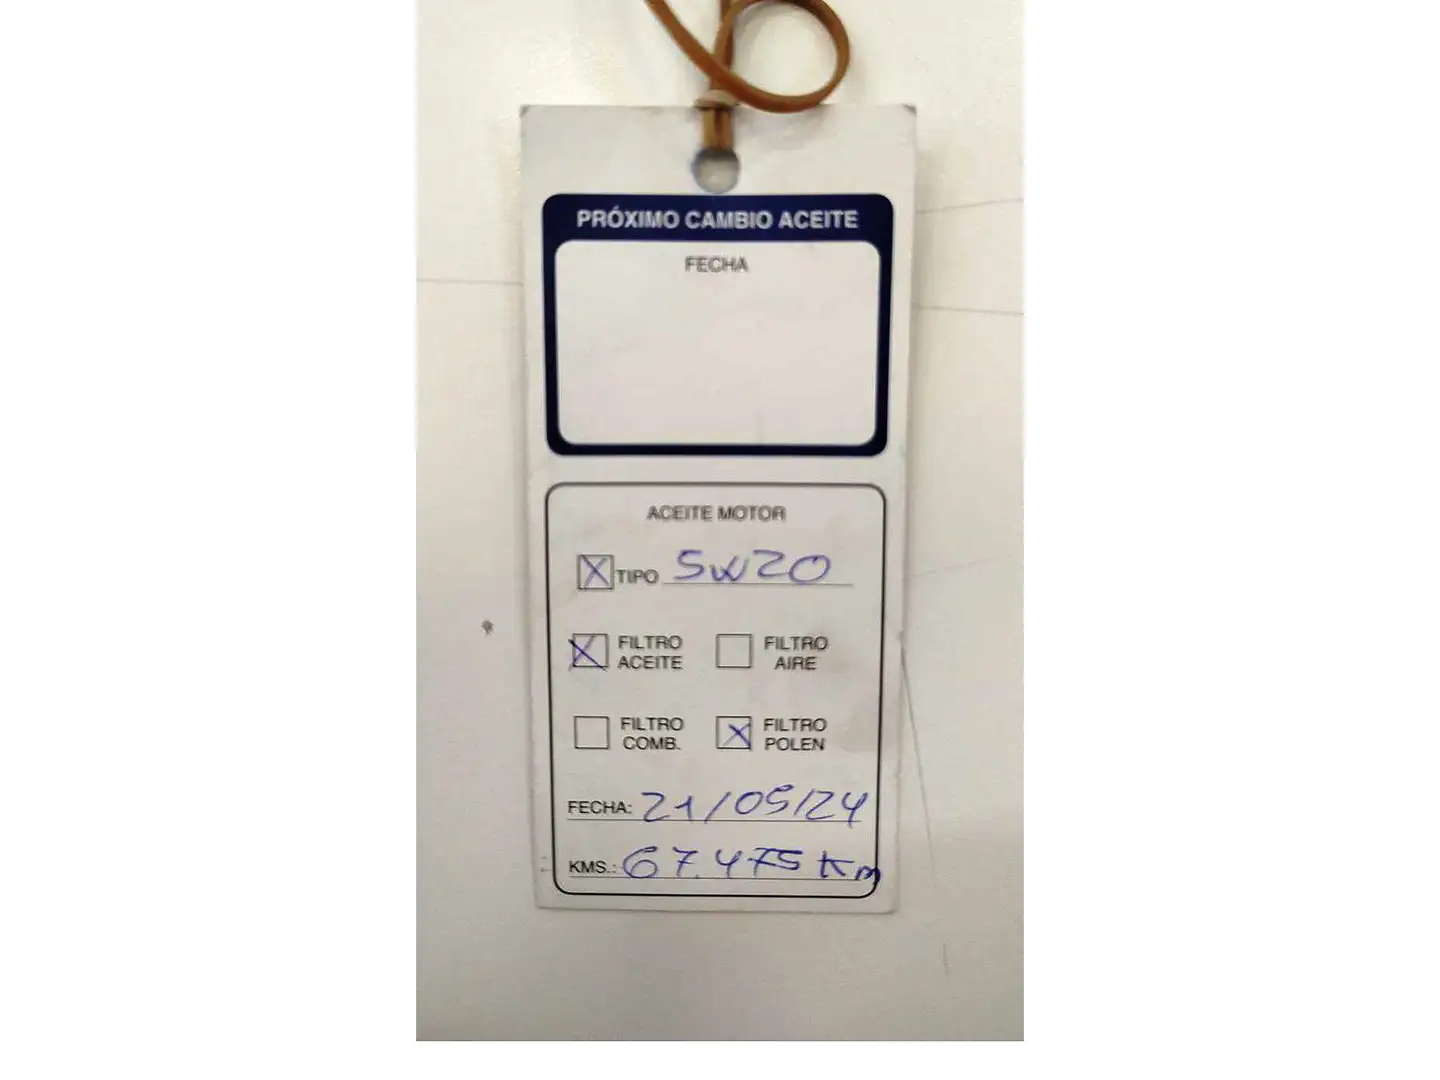 PRÓXIMO CAMBIO ACEITE
FECHA
ACEITE MOTOR
TIPO 5W20
FILTRO ACEITE
FILTRO AIRE
FILTRO COMB.
FILTRO POLEN
FECHA: 21/05/24
KMS.: 67.475 Km